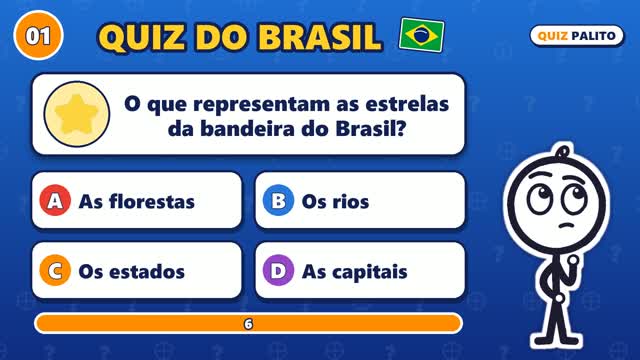 01
QUIZ DO BRASIL
QUIZ PALITO
O que representam as estrelas
da bandeira do Brasil?
A As florestas
B Os rios
C Os estados
D As capitais
6